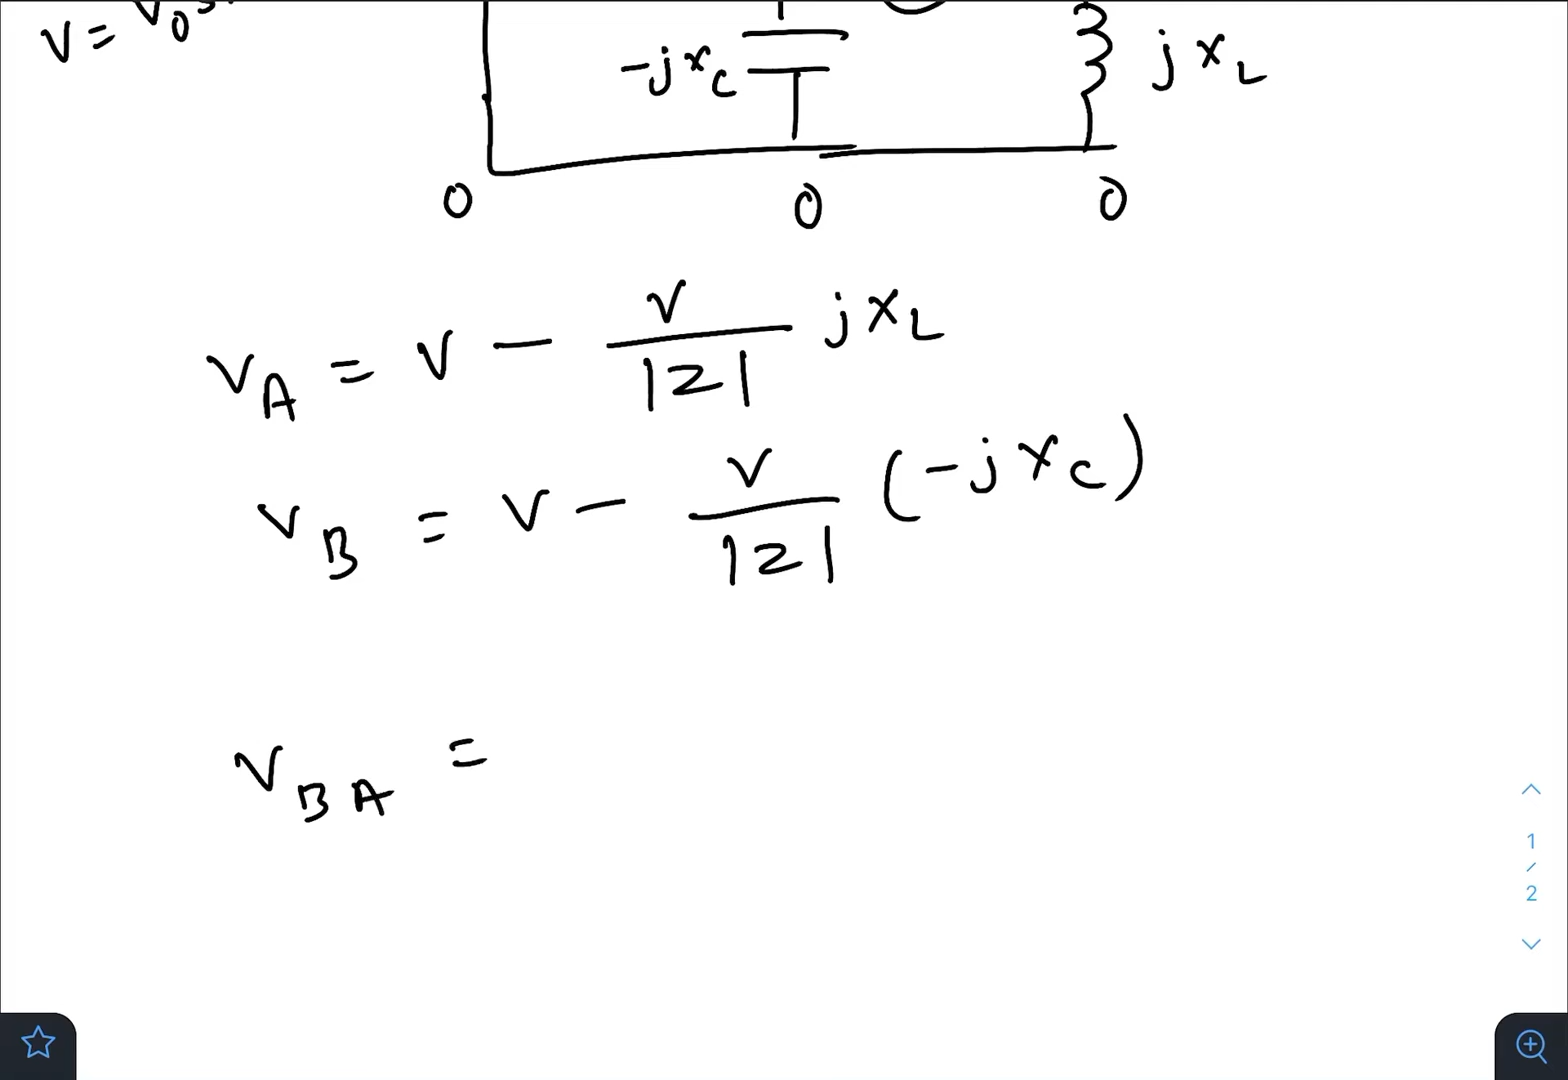 V = V₀ s
-jx_C
jx_L
0 0 0
V_A = V - V/|Z| jx_L
V_B = V - V/|Z| (-jx_C)
V_BA =
1
/
2